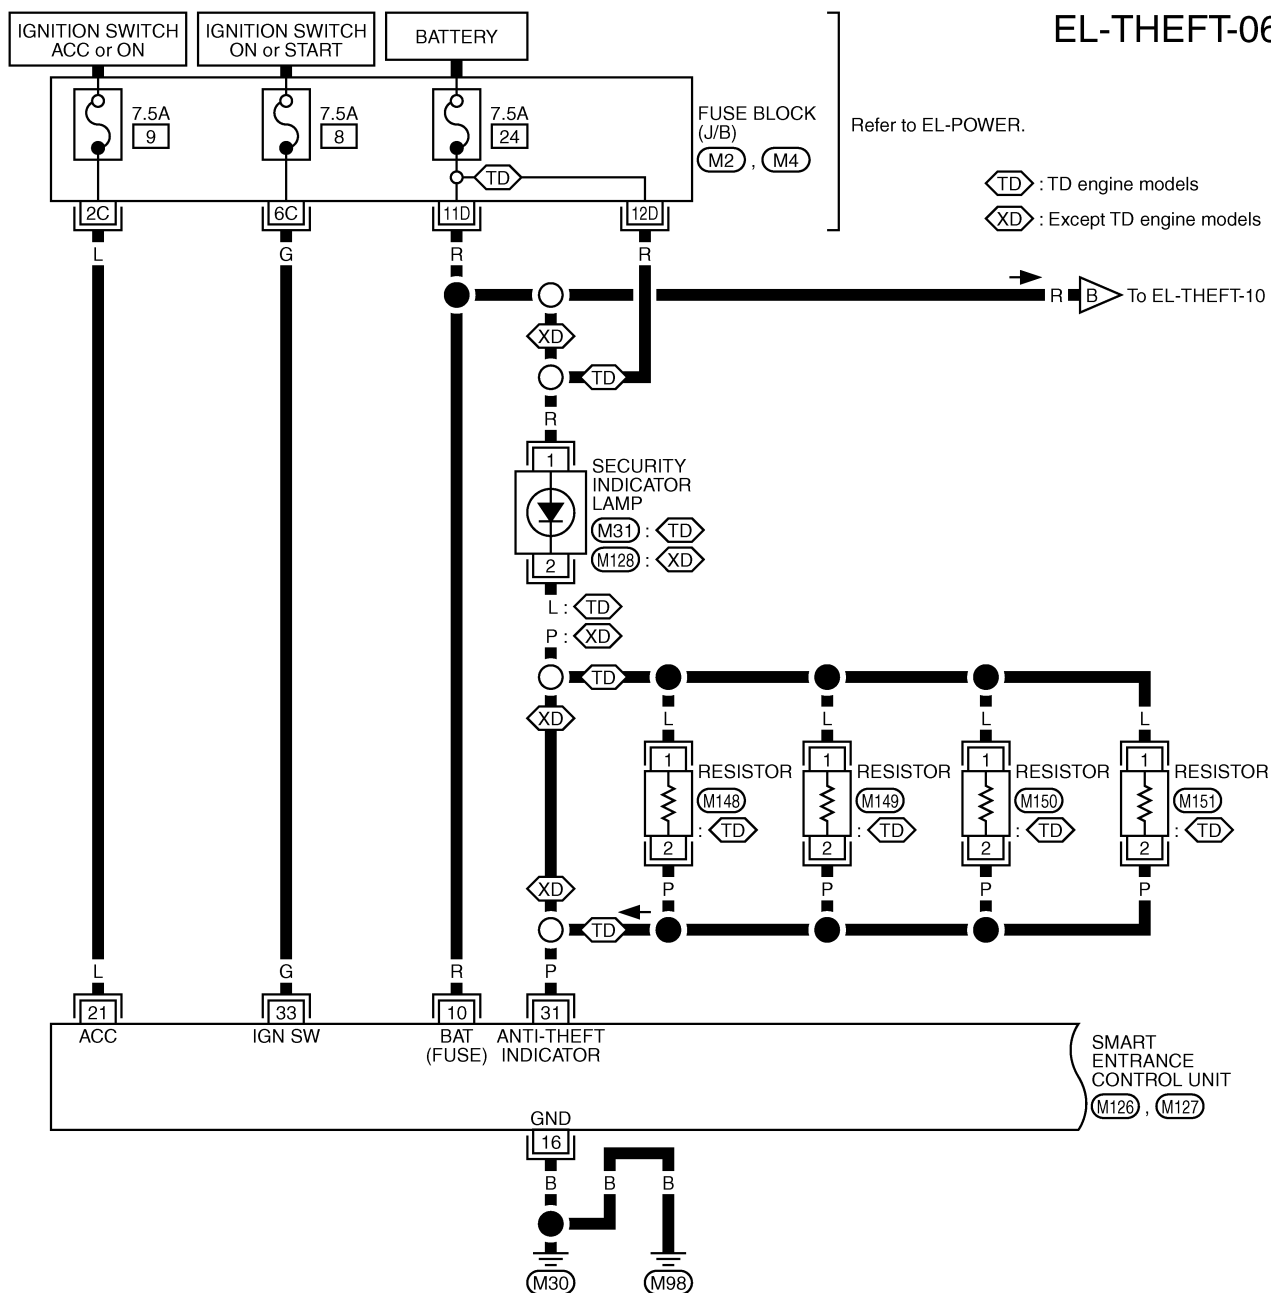 EL-THEFT-06
IGNITION SWITCH
ACC or ON
IGNITION SWITCH
ON or START
BATTERY
7.5A
9
7.5A
8
7.5A
24
TD
FUSE BLOCK
(J/B)
M2 , M4
Refer to EL-POWER.
TD : TD engine models
XD : Except TD engine models
2C
6C
11D
12D
L
G
R
R
R
B
To EL-THEFT-10
XD
TD
R
1
SECURITY
INDICATOR
LAMP
M31 : TD
M128 : XD
2
L : TD
P : XD
TD
XD
L
L
L
L
1
1
1
1
RESISTOR
M148
: TD
RESISTOR
M149
: TD
RESISTOR
M150
: TD
RESISTOR
M151
: TD
2
2
2
2
XD
P
P
P
P
TD
L
G
R
P
21
33
10
31
ACC
IGN SW
BAT
(FUSE)
ANTI-THEFT
INDICATOR
SMART
ENTRANCE
CONTROL UNIT
M126 , M127
GND
16
B
B
B
M30
M98